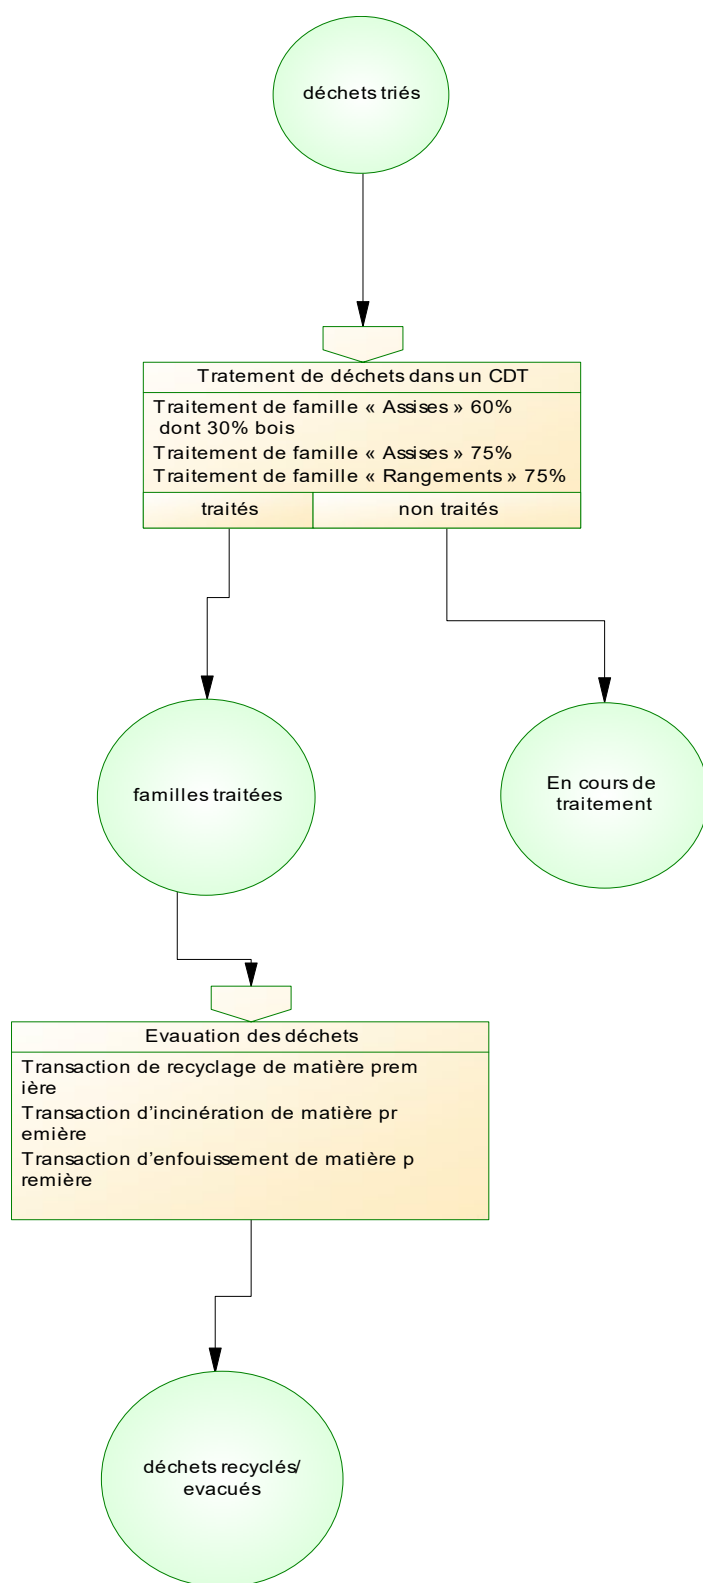 déchets triés
Tratement de déchets dans un CDT
Traitement de famille « Assises » 60%
dont 30% bois
Traitement de famille « Assises » 75%
Traitement de famille « Rangements » 75%
traités
non traités
familles traitées
En cours de
traitement
Evauation des déchets
Transaction de recyclage de matière prem
ière
Transaction d'incinération de matière pr
emière
Transaction d'enfouissement de matière p
remière
déchets recyclés/
evacués